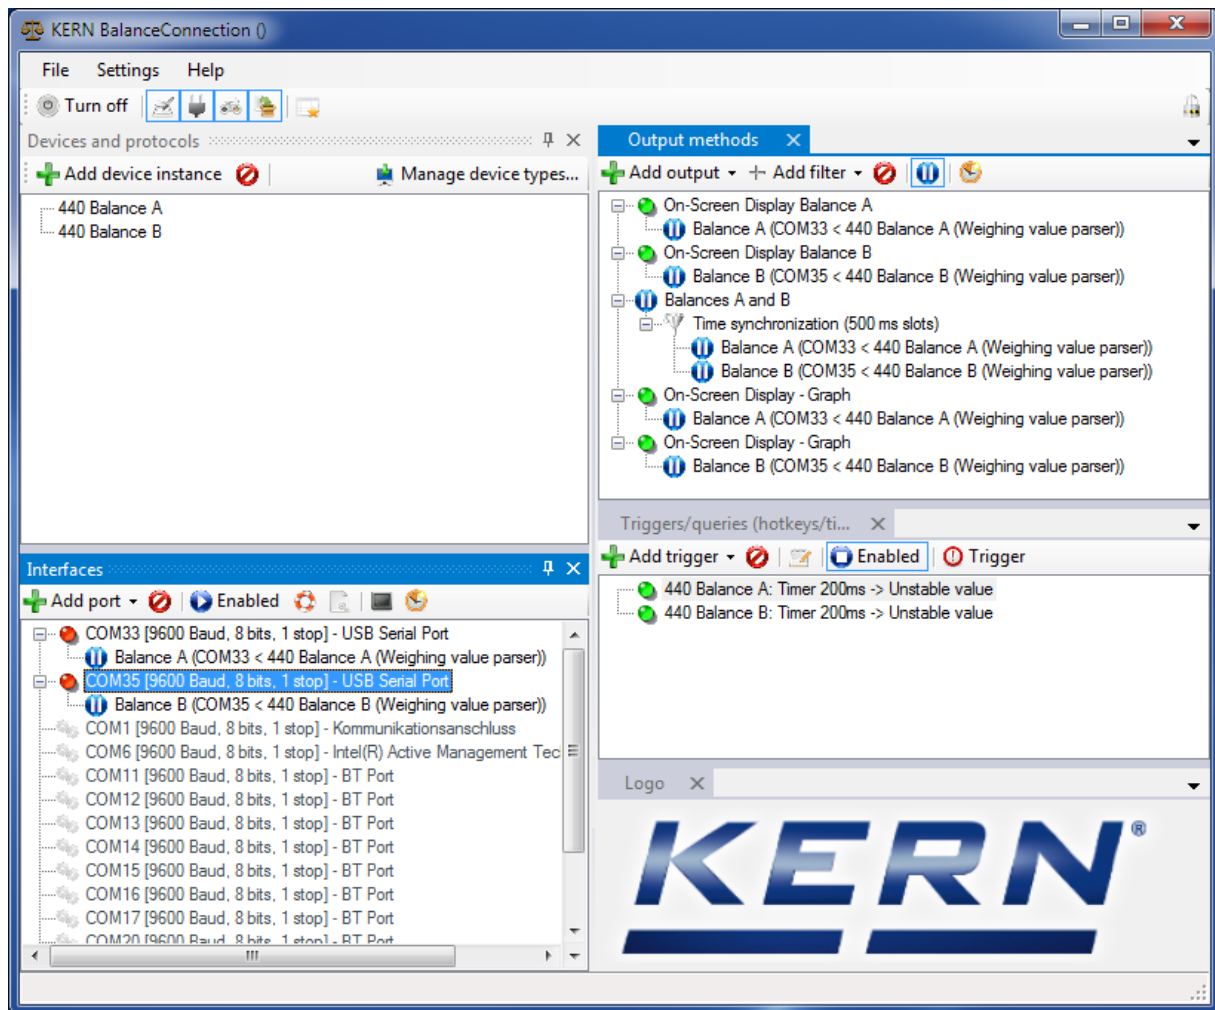 KERN BalanceConnection ()
File Settings Help
Turn off
Devices and protocols
Add device instance Manage device types...
440 Balance A
440 Balance B
Interfaces
Add port Enabled
COM33 [9600 Baud, 8 bits, 1 stop] - USB Serial Port
Balance A (COM33 < 440 Balance A (Weighing value parser))
COM35 [9600 Baud, 8 bits, 1 stop] - USB Serial Port
Balance B (COM35 < 440 Balance B (Weighing value parser))
COM1 [9600 Baud, 8 bits, 1 stop] - Kommunikationsanschluss
COM6 [9600 Baud, 8 bits, 1 stop] - Intel(R) Active Management Tec
COM11 [9600 Baud, 8 bits, 1 stop] - BT Port
COM12 [9600 Baud, 8 bits, 1 stop] - BT Port
COM13 [9600 Baud, 8 bits, 1 stop] - BT Port
COM14 [9600 Baud, 8 bits, 1 stop] - BT Port
COM15 [9600 Baud, 8 bits, 1 stop] - BT Port
COM16 [9600 Baud, 8 bits, 1 stop] - BT Port
COM17 [9600 Baud, 8 bits, 1 stop] - BT Port
COM20 [9600 Baud, 8 bits, 1 stop] - BT Port
Output methods
Add output Add filter
On-Screen Display Balance A
Balance A (COM33 < 440 Balance A (Weighing value parser))
On-Screen Display Balance B
Balance B (COM35 < 440 Balance B (Weighing value parser))
Balances A and B
Time synchronization (500 ms slots)
Balance A (COM33 < 440 Balance A (Weighing value parser))
Balance B (COM35 < 440 Balance B (Weighing value parser))
On-Screen Display - Graph
Balance A (COM33 < 440 Balance A (Weighing value parser))
On-Screen Display - Graph
Balance B (COM35 < 440 Balance B (Weighing value parser))
Triggers/queries (hotkeys/ti...
Add trigger Enabled Trigger
440 Balance A: Timer 200ms -> Unstable value
440 Balance B: Timer 200ms -> Unstable value
Logo
KERN®